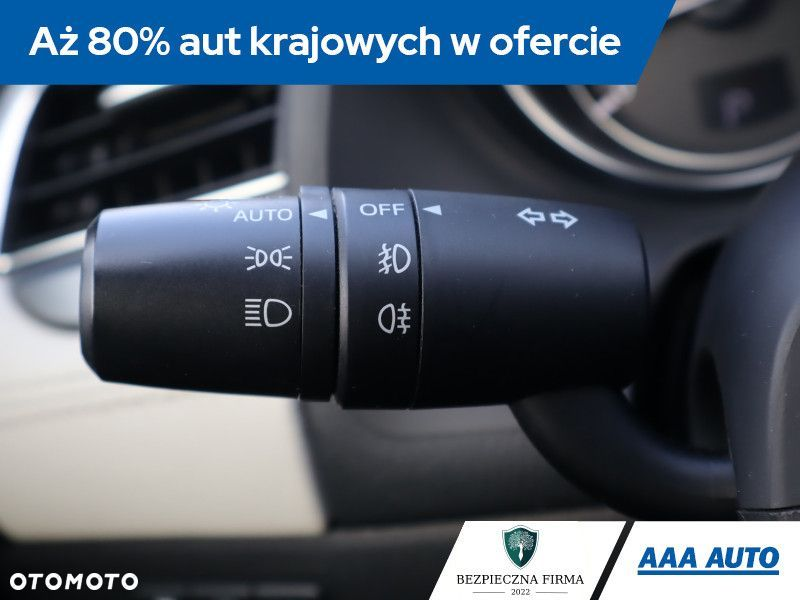 Aż 80% aut krajowych w ofercie
AUTO
OFF
OTOMOTO
BEZPIECZNA FIRMA
2022
AAA AUTO